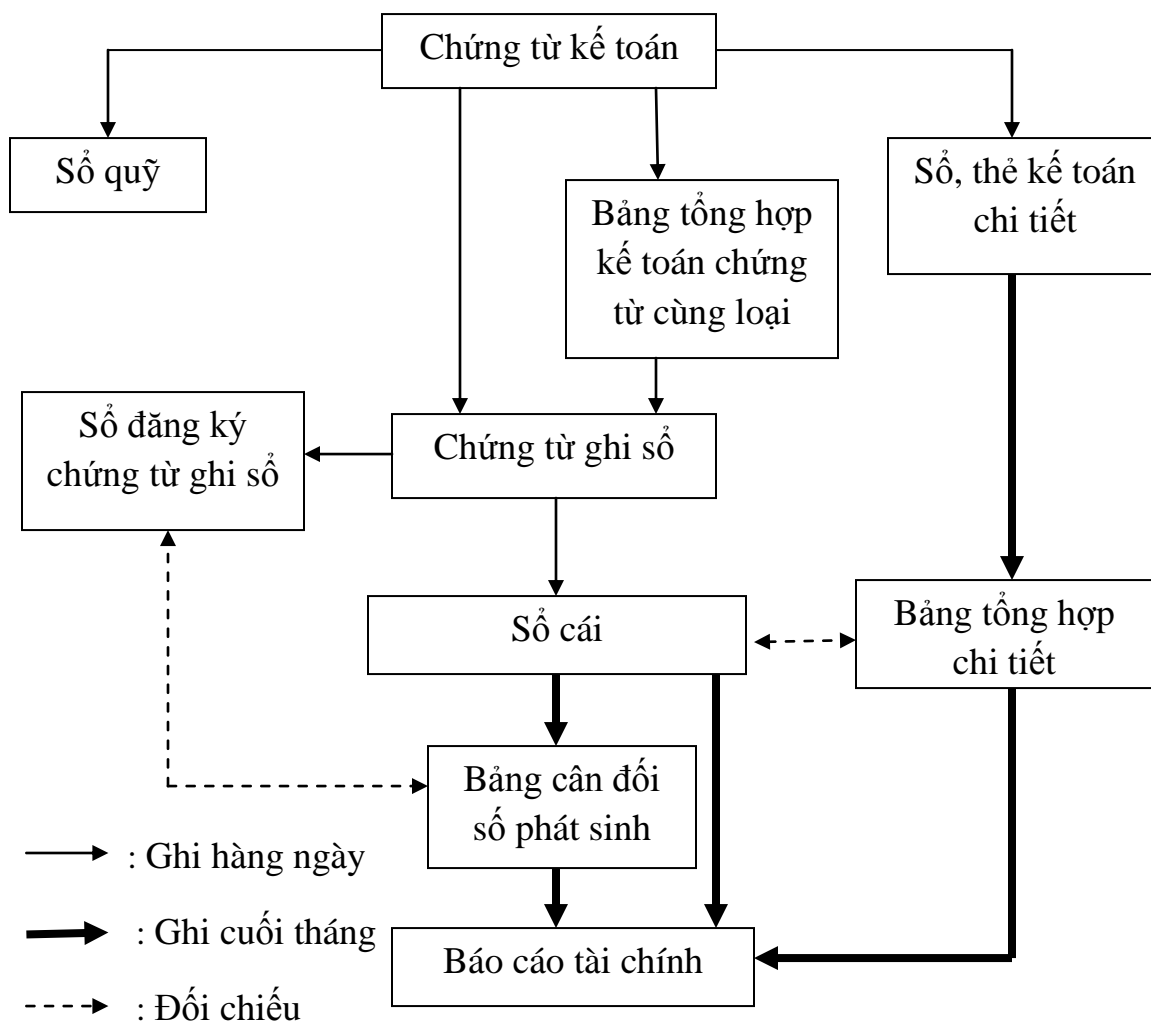 Chứng từ kế toán
Sổ quỹ
Sổ, thẻ kế toán
chi tiết
Bảng tổng hợp
kế toán chứng
từ cùng loại
Sổ đăng ký
chứng từ ghi sổ
Chứng từ ghi sổ
Sổ cái
Bảng tổng hợp
chi tiết
Bảng cân đối
số phát sinh
: Ghi hàng ngày
: Ghi cuối tháng
Báo cáo tài chính
: Đối chiếu